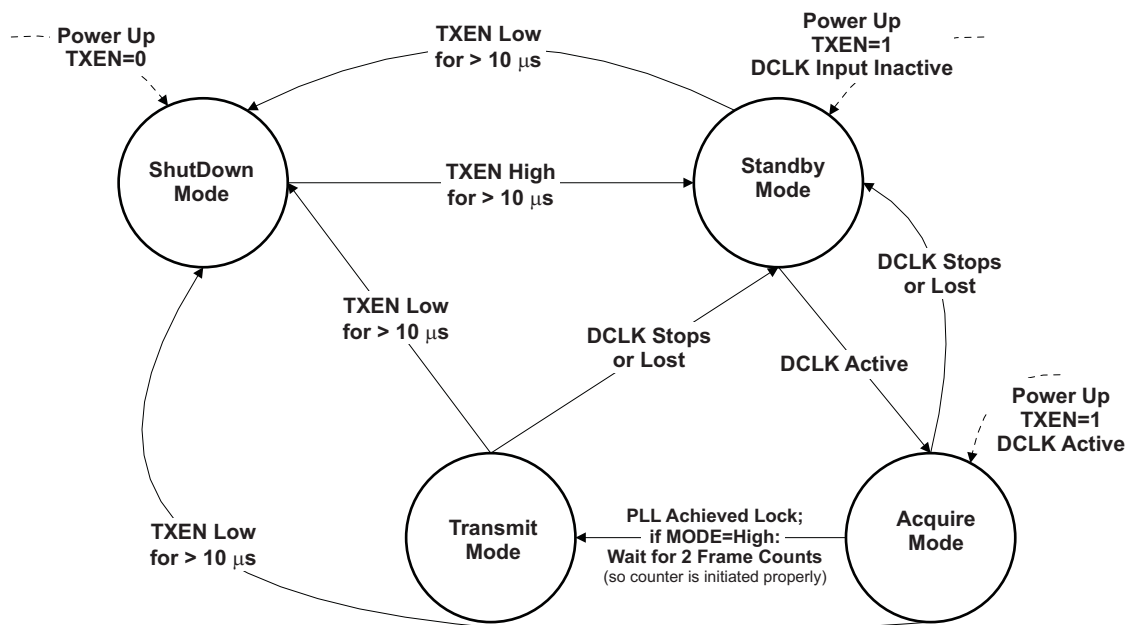 Power Up
TXEN=0
TXEN Low
for > 10 μs
Power Up
TXEN=1
DCLK Input Inactive
ShutDown
Mode
TXEN High
for > 10 μs
Standby
Mode
TXEN Low
for > 10 μs
DCLK Stops
or Lost
DCLK Stops
or Lost
DCLK Active
Power Up
TXEN=1
DCLK Active
TXEN Low
for > 10 μs
Transmit
Mode
PLL Achieved Lock;
if MODE=High:
Wait for 2 Frame Counts
(so counter is initiated properly)
Acquire
Mode